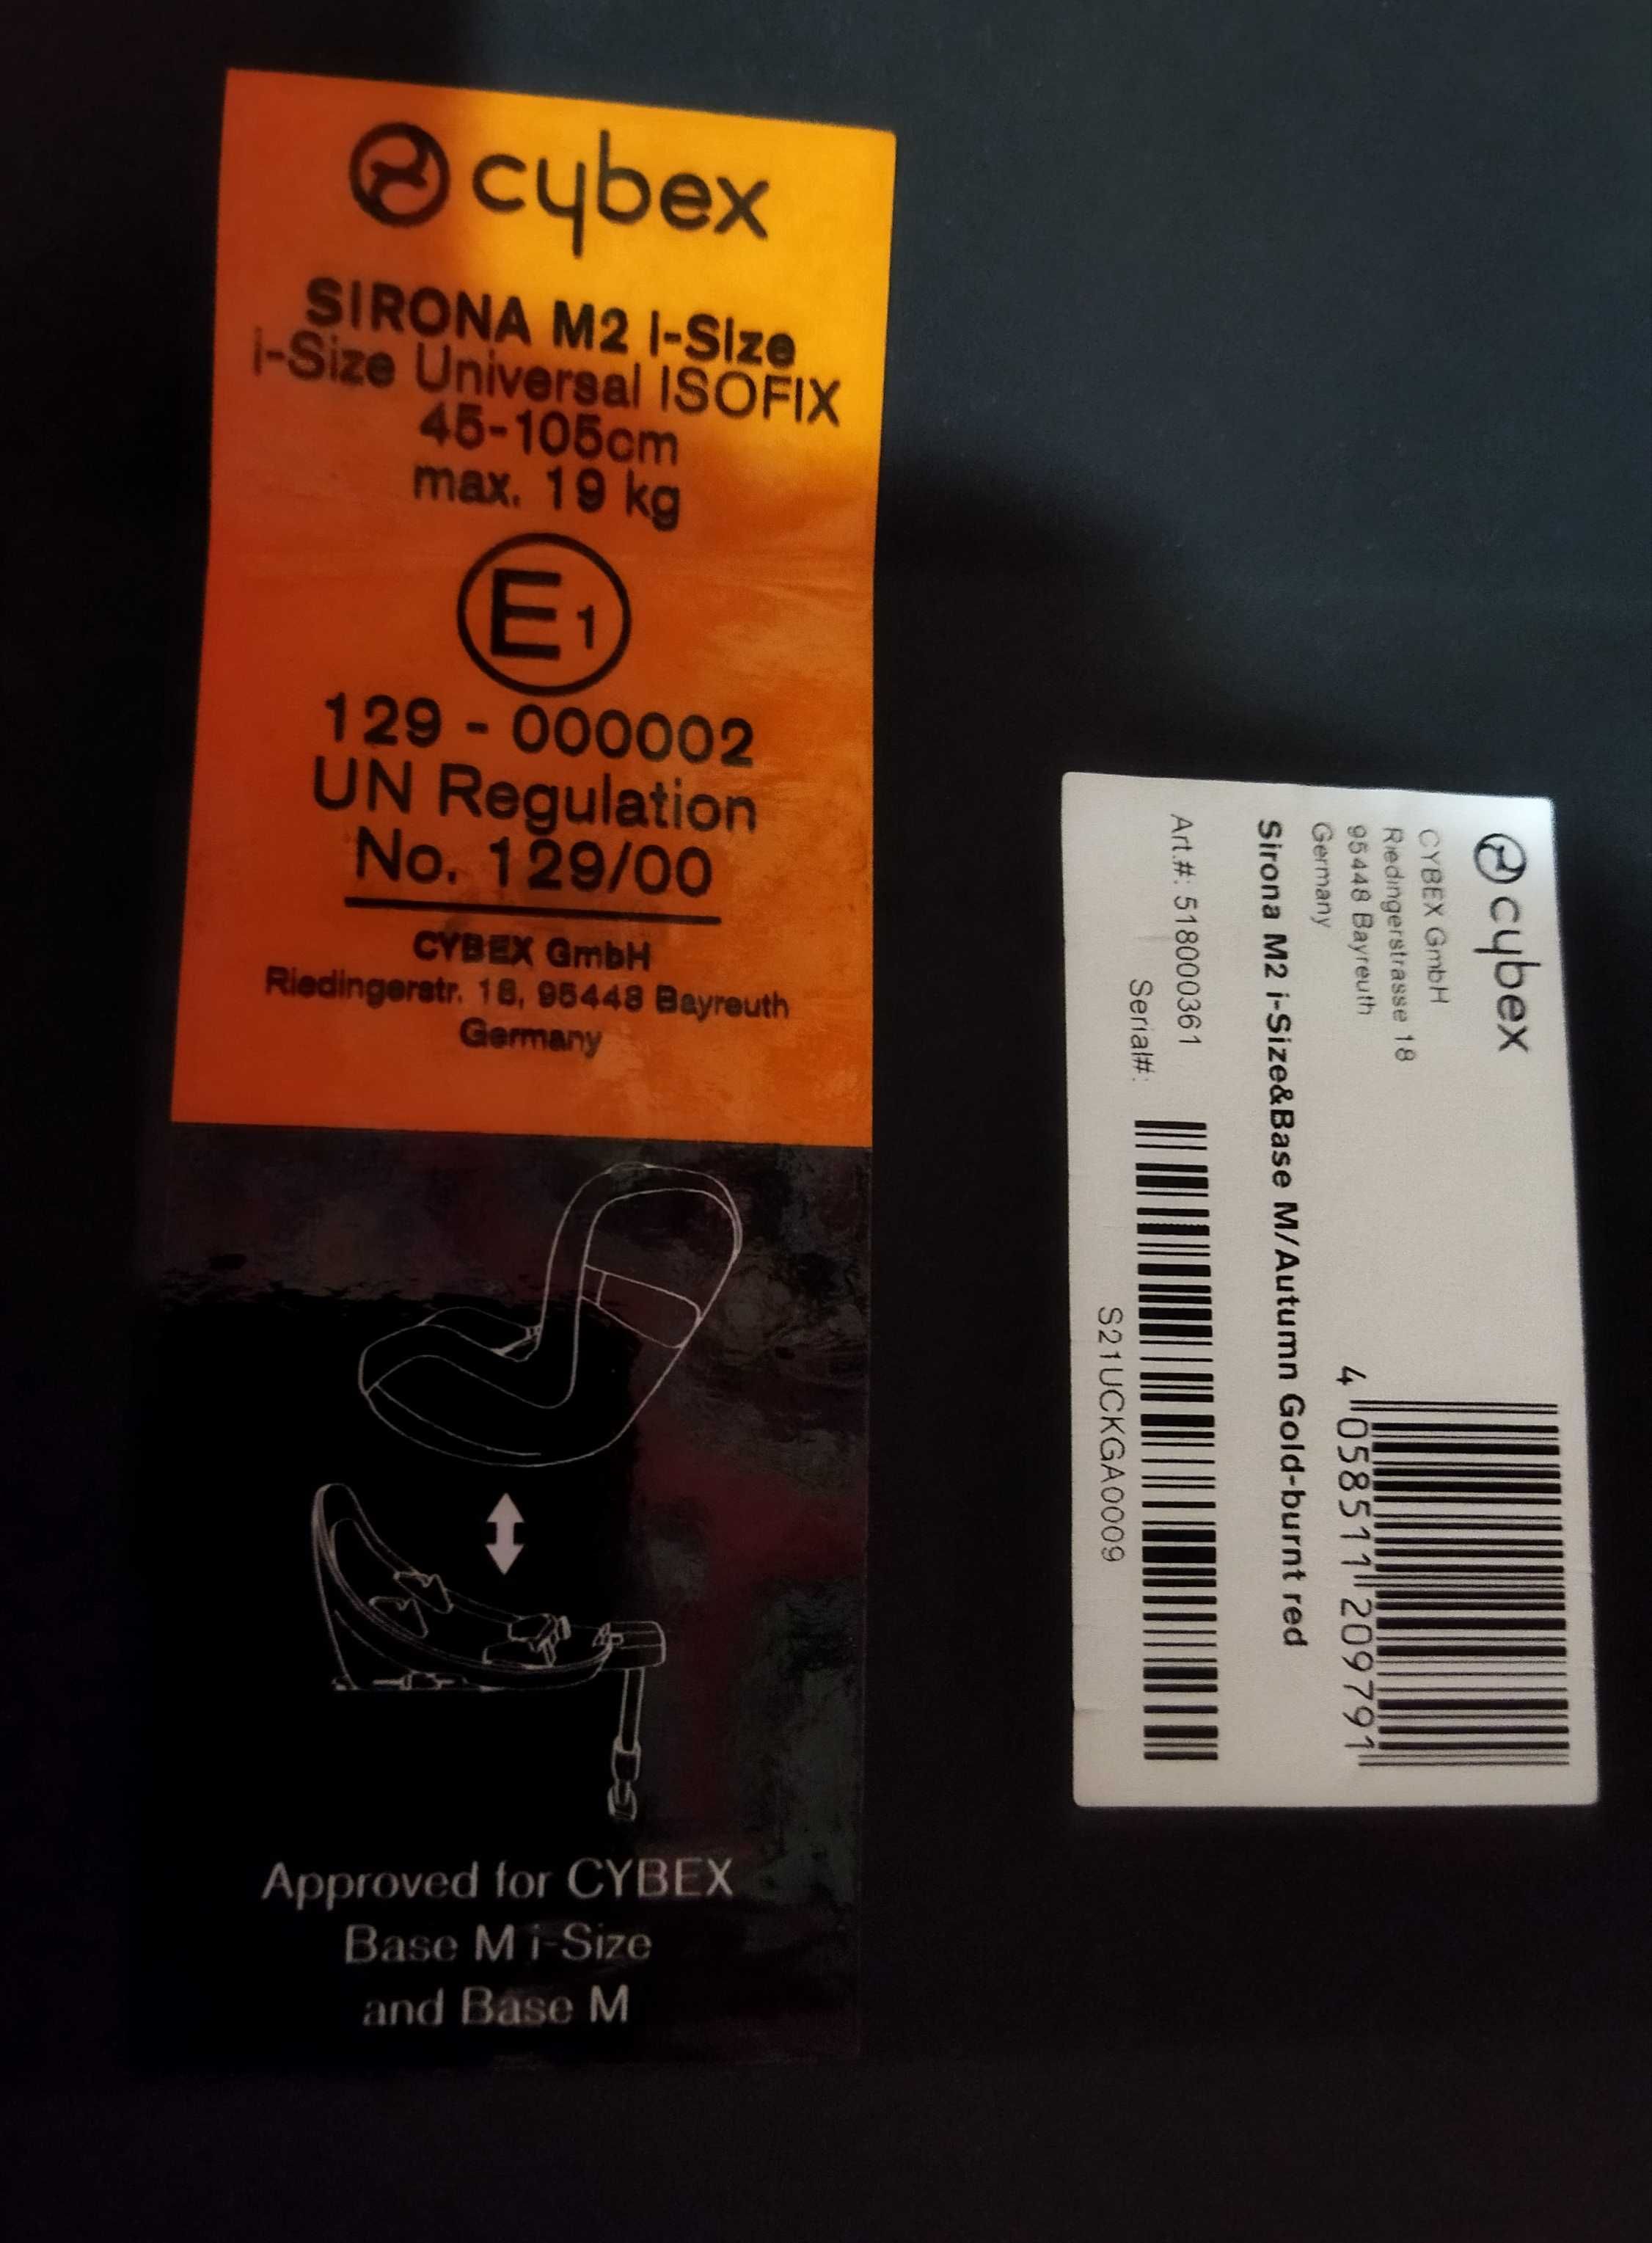 cybex
SIRONA M2 i-Size
i-Size Universal ISOFIX
45-105cm
max. 19 kg
E1
129 - 000002
UN Regulation
No. 129/00
CYBEX GmbH
Riedingerstr. 18, 95448 Bayreuth
Germany
Approved for CYBEX
Base M i-Size
and Base M
cybex
CYBEX GmbH
Riedingerstrasse 18
95448 Bayreuth
Germany
4 058511 209791
Sirona M2 i-Size&Base M/Autumn Gold-burnt red
Art.#: 518000361
Serial#:
S21UCKGA0009